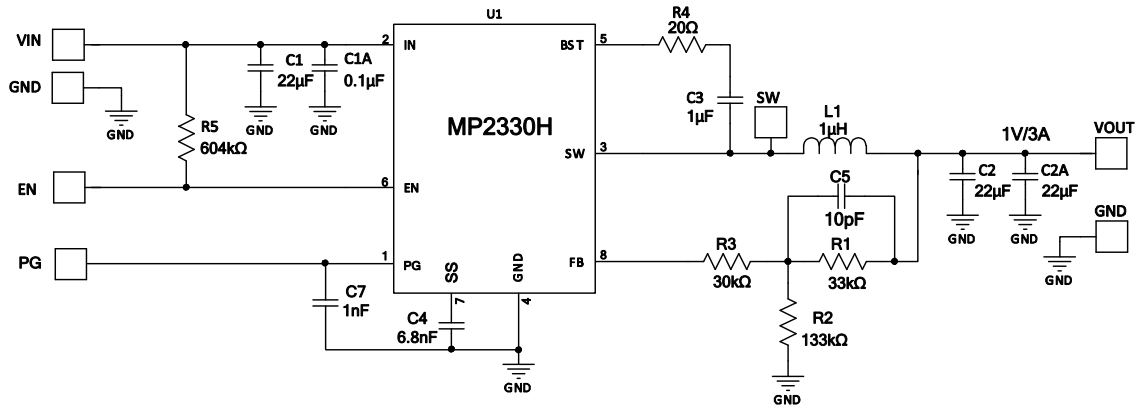 U1
VIN
2
IN
C1
22µF
C1A
0.1µF
GND
GND
GND
GND
R5
604kΩ
EN
6
EN
PG
1
PG
C7
1nF
C4
6.8nF
SS
7
GND
4
GND
MP2330H
BST
5
R4
20Ω
C3
1µF
SW
SW
3
L1
1µH
1V/3A
VOUT
C2
22µF
C2A
22µF
GND
GND
GND
GND
C5
10pF
FB
8
R3
30kΩ
R1
33kΩ
R2
133kΩ
GND